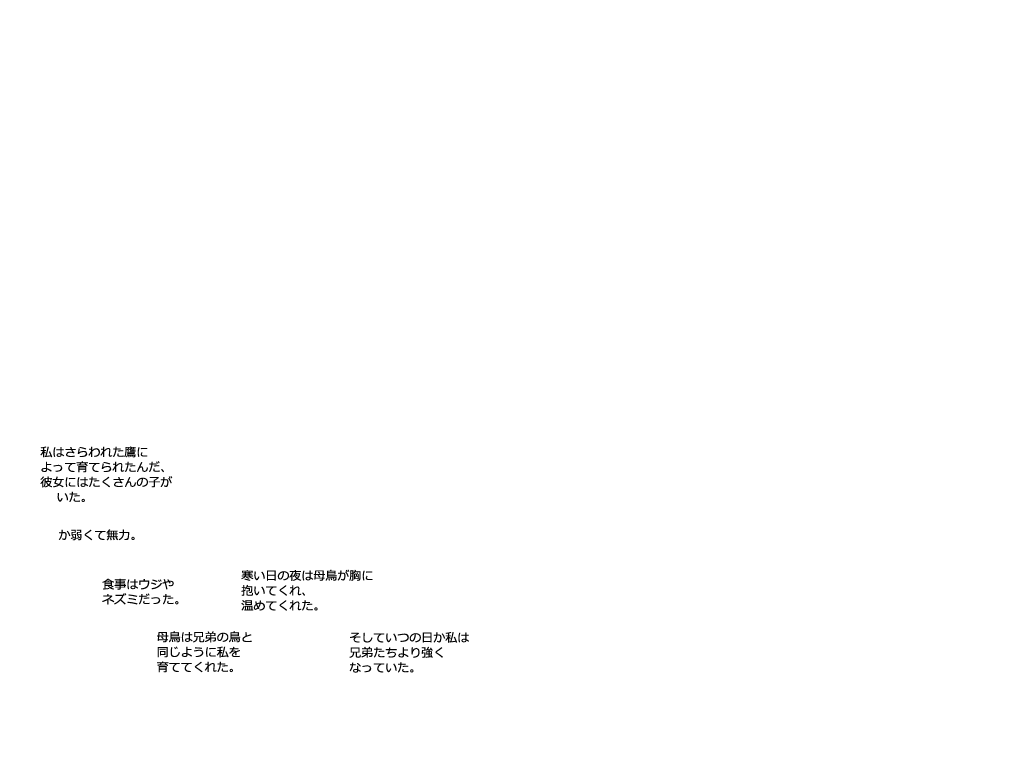 私はさらわれた鷹に
よって育てられたんだ、
彼女にはたくさんの子が
いた。
か弱くて無力。
食事はウジや
ネズミだった。
寒い日の夜は母鳥が胸に
抱いてくれ、
温めてくれた。
母鳥は兄弟の鳥と
同じように私を
育ててくれた。
そしていつの日か私は
兄弟たちより強く
なっていた。